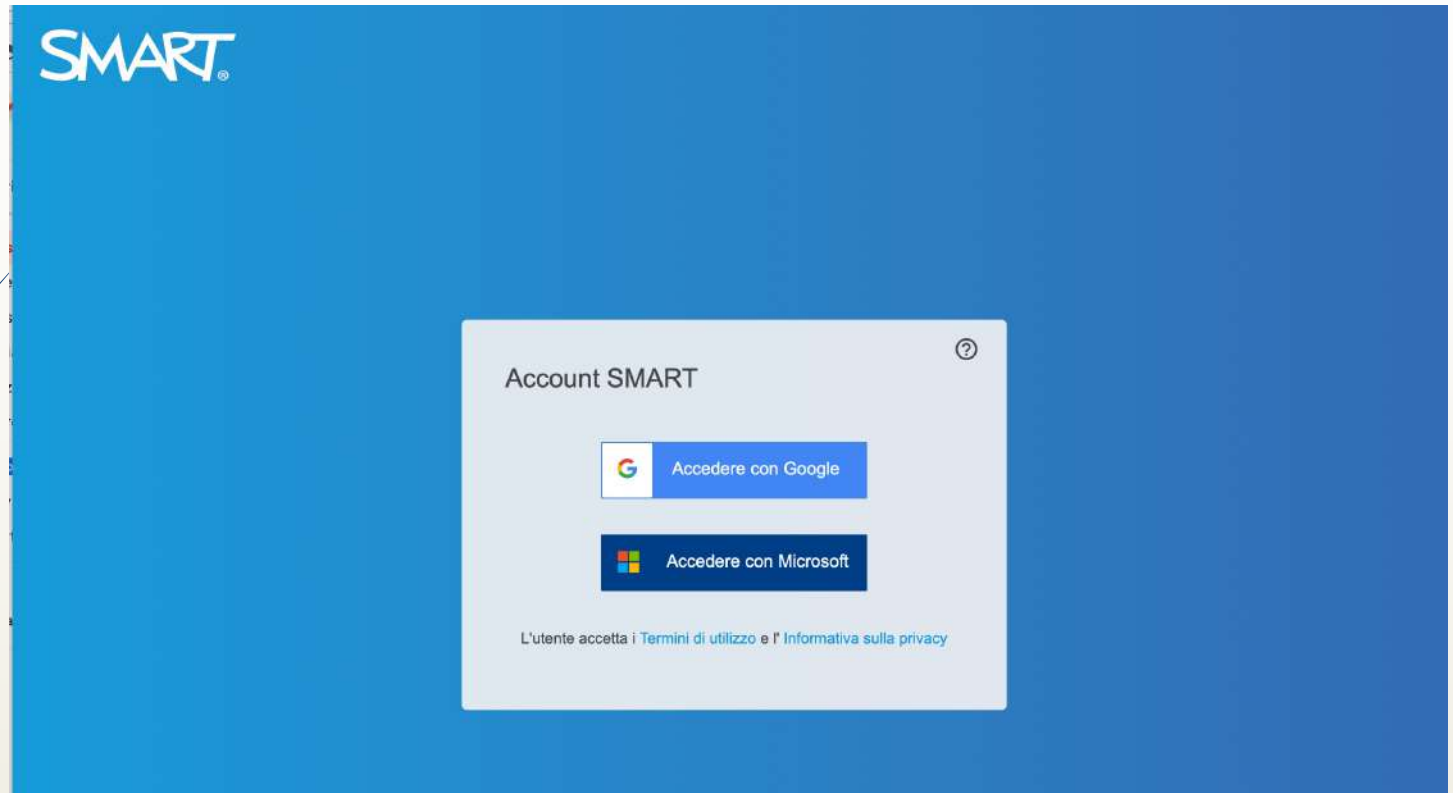 SMART®
Account SMART
Accedere con Google
Accedere con Microsoft
L'utente accetta i Termini di utilizzo e l' Informativa sulla privacy